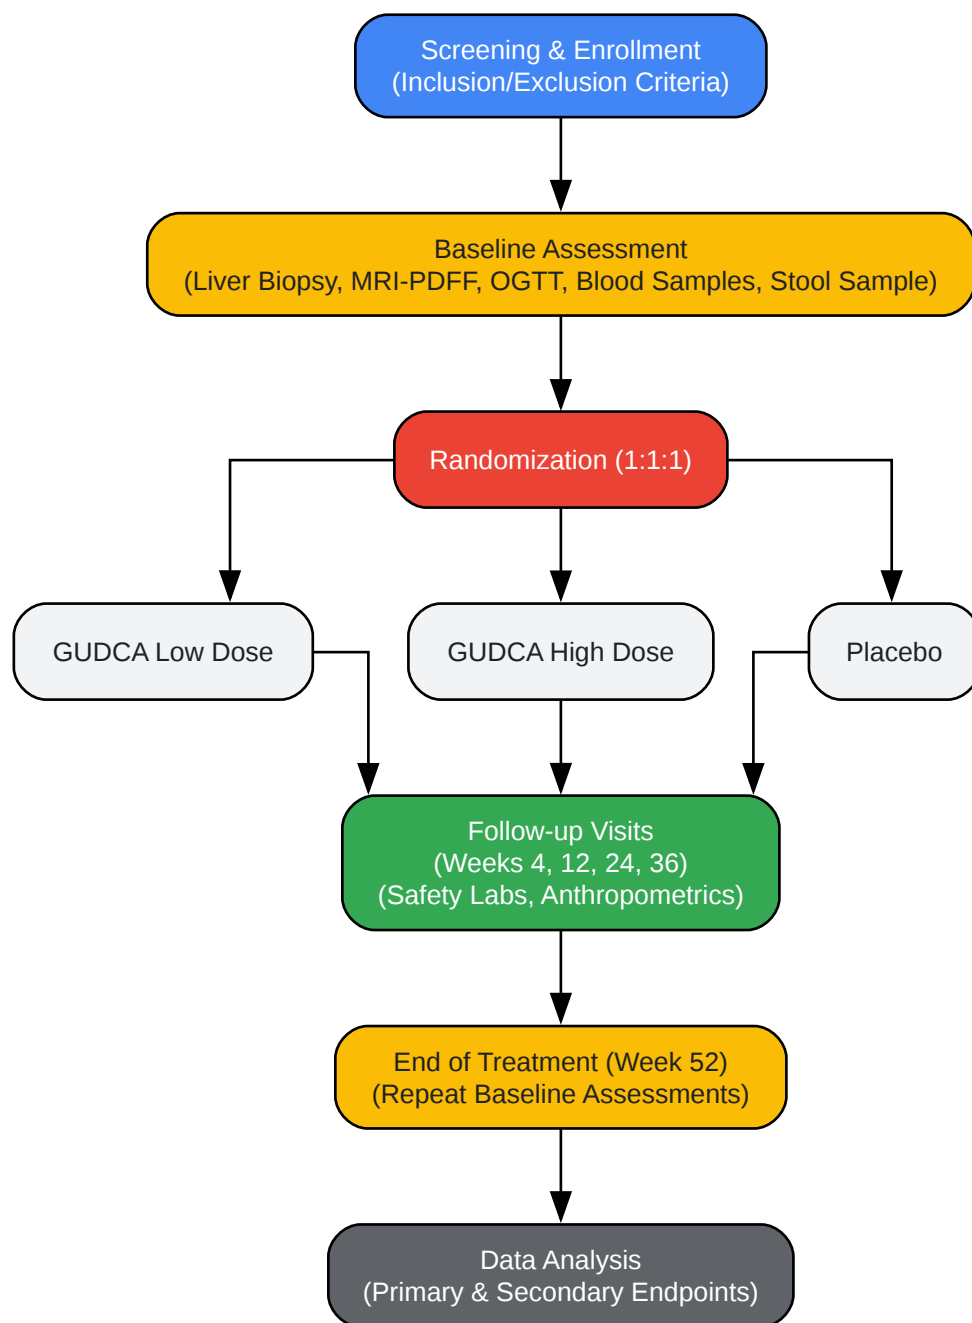 Screening & Enrollment
(Inclusion/Exclusion Criteria)
Baseline Assessment
(Liver Biopsy, MRI-PDFF, OGTT, Blood Samples, Stool Sample)
Randomization (1:1:1)
GUDCA Low Dose
GUDCA High Dose
Placebo
Follow-up Visits
(Weeks 4, 12, 24, 36)
(Safety Labs, Anthropometrics)
End of Treatment (Week 52)
(Repeat Baseline Assessments)
Data Analysis
(Primary & Secondary Endpoints)